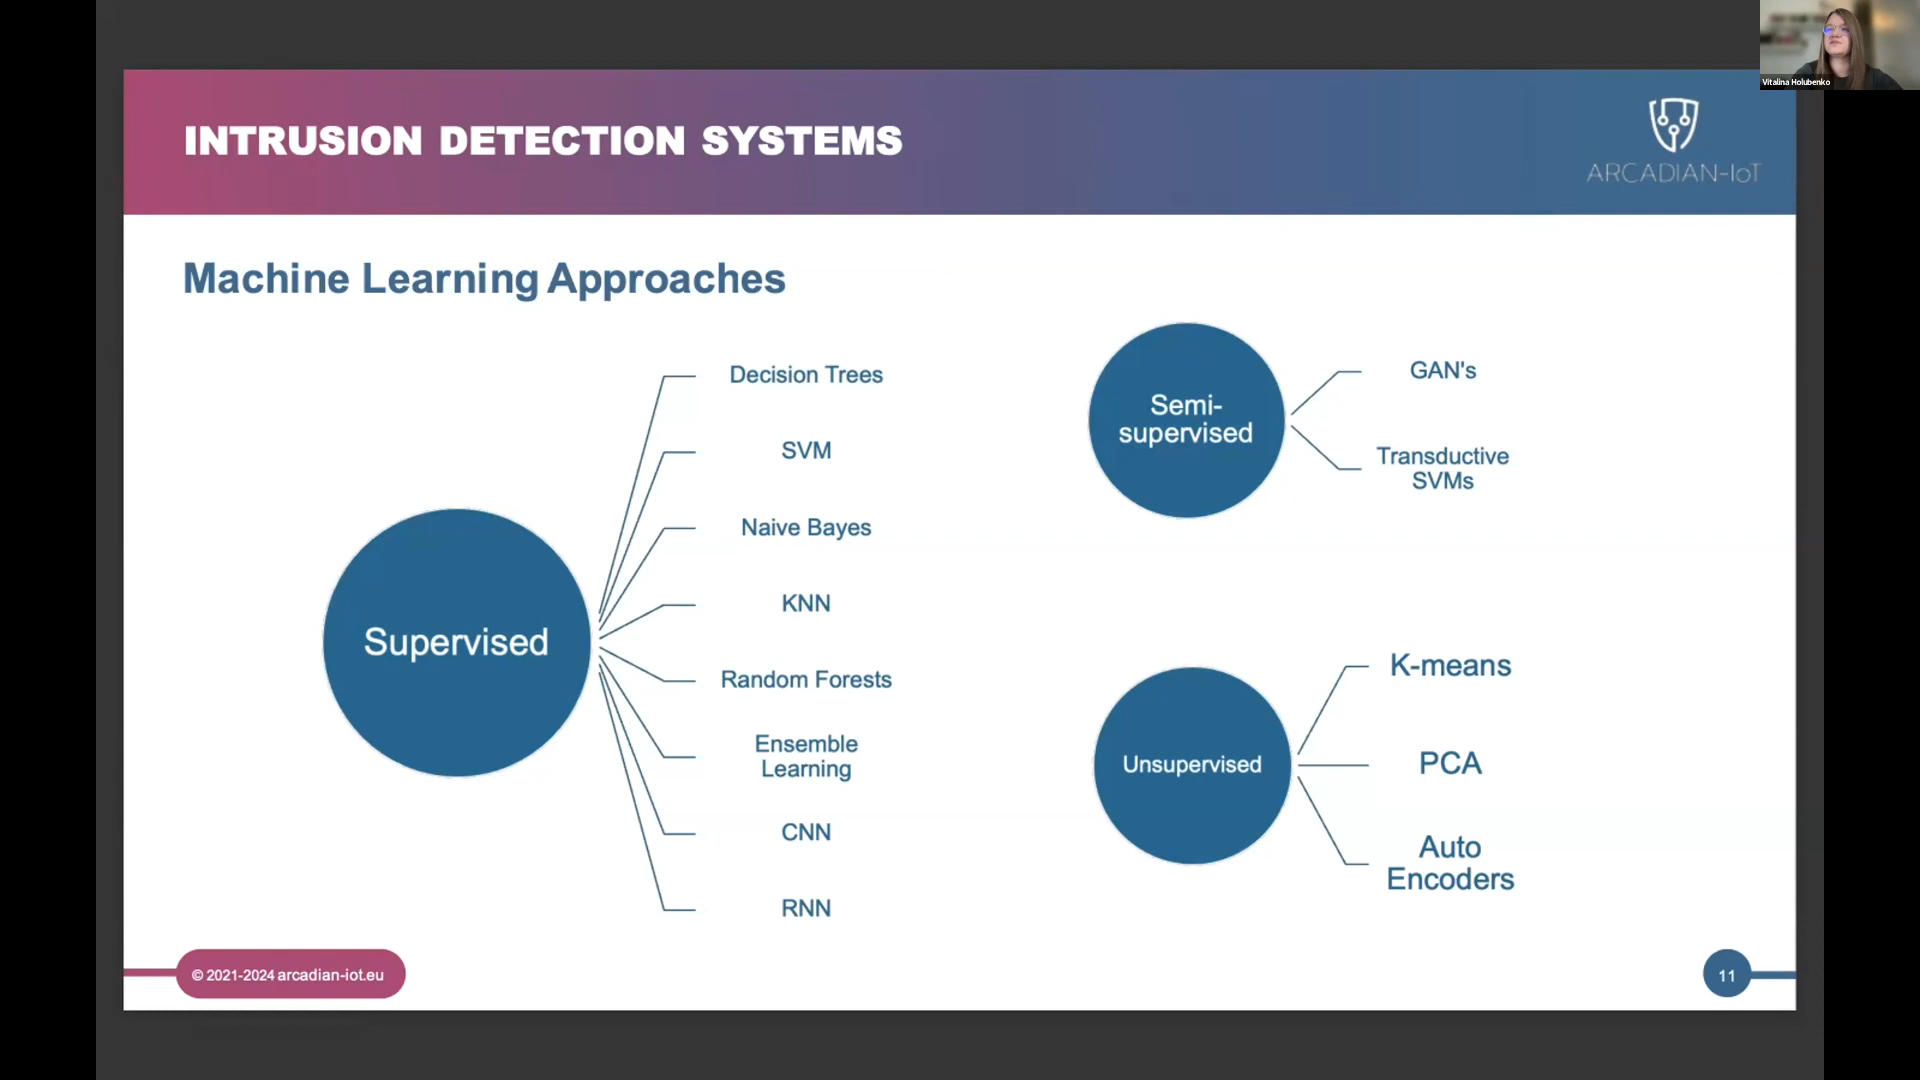 Vitalina Holubenko
INTRUSION DETECTION SYSTEMS
ARCADIAN-IoT
Machine Learning Approaches
Supervised
Decision Trees
SVM
Naive Bayes
KNN
Random Forests
Ensemble
Learning
CNN
RNN
Semi-
supervised
GAN's
Transductive
SVMs
Unsupervised
K-means
PCA
Auto
Encoders
© 2021-2024 arcadian-iot.eu
11